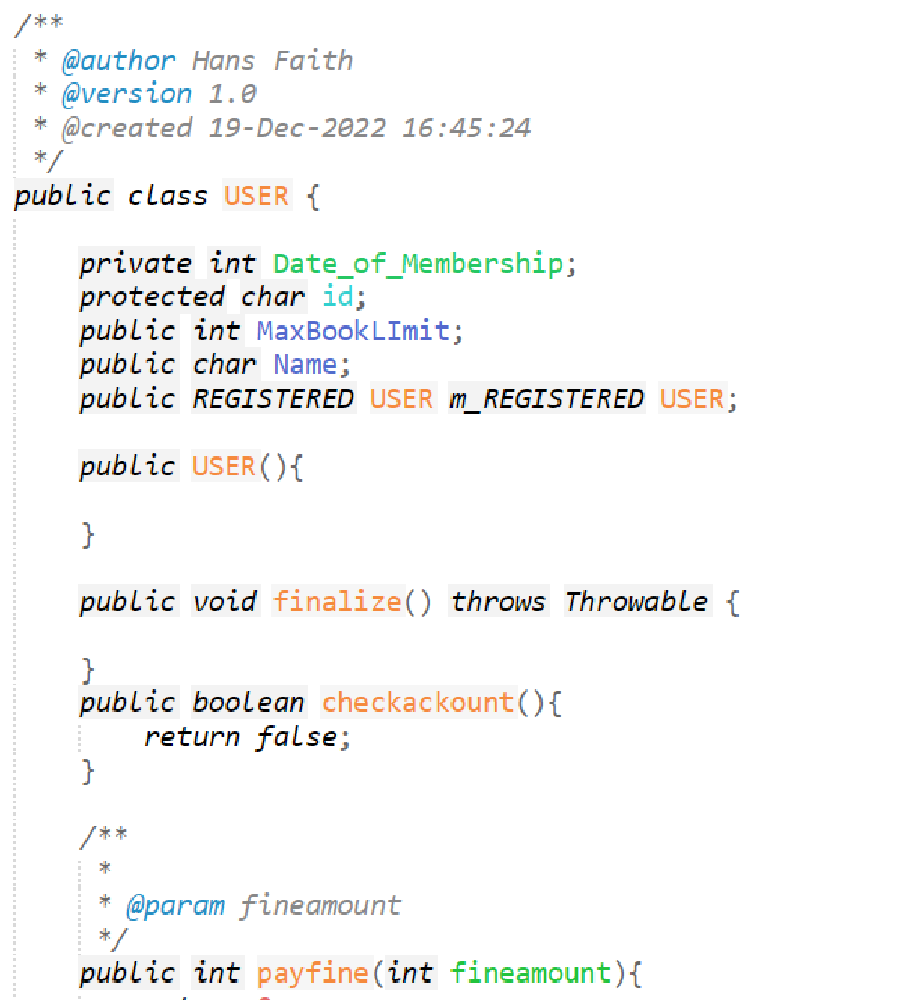 /**
 * @author Hans Faith
 * @version 1.0
 * @created 19-Dec-2022 16:45:24
 */
public class USER {
private int Date_of_Membership;
protected char id;
public int MaxBookLImit;
public char Name;
public REGISTERED USER m_REGISTERED USER;
public USER(){
}
public void finalize() throws Throwable {
}
public boolean checkackount(){
return false;
}
/**
 *
 * @param fineamount
 */
public int payfine(int fineamount){